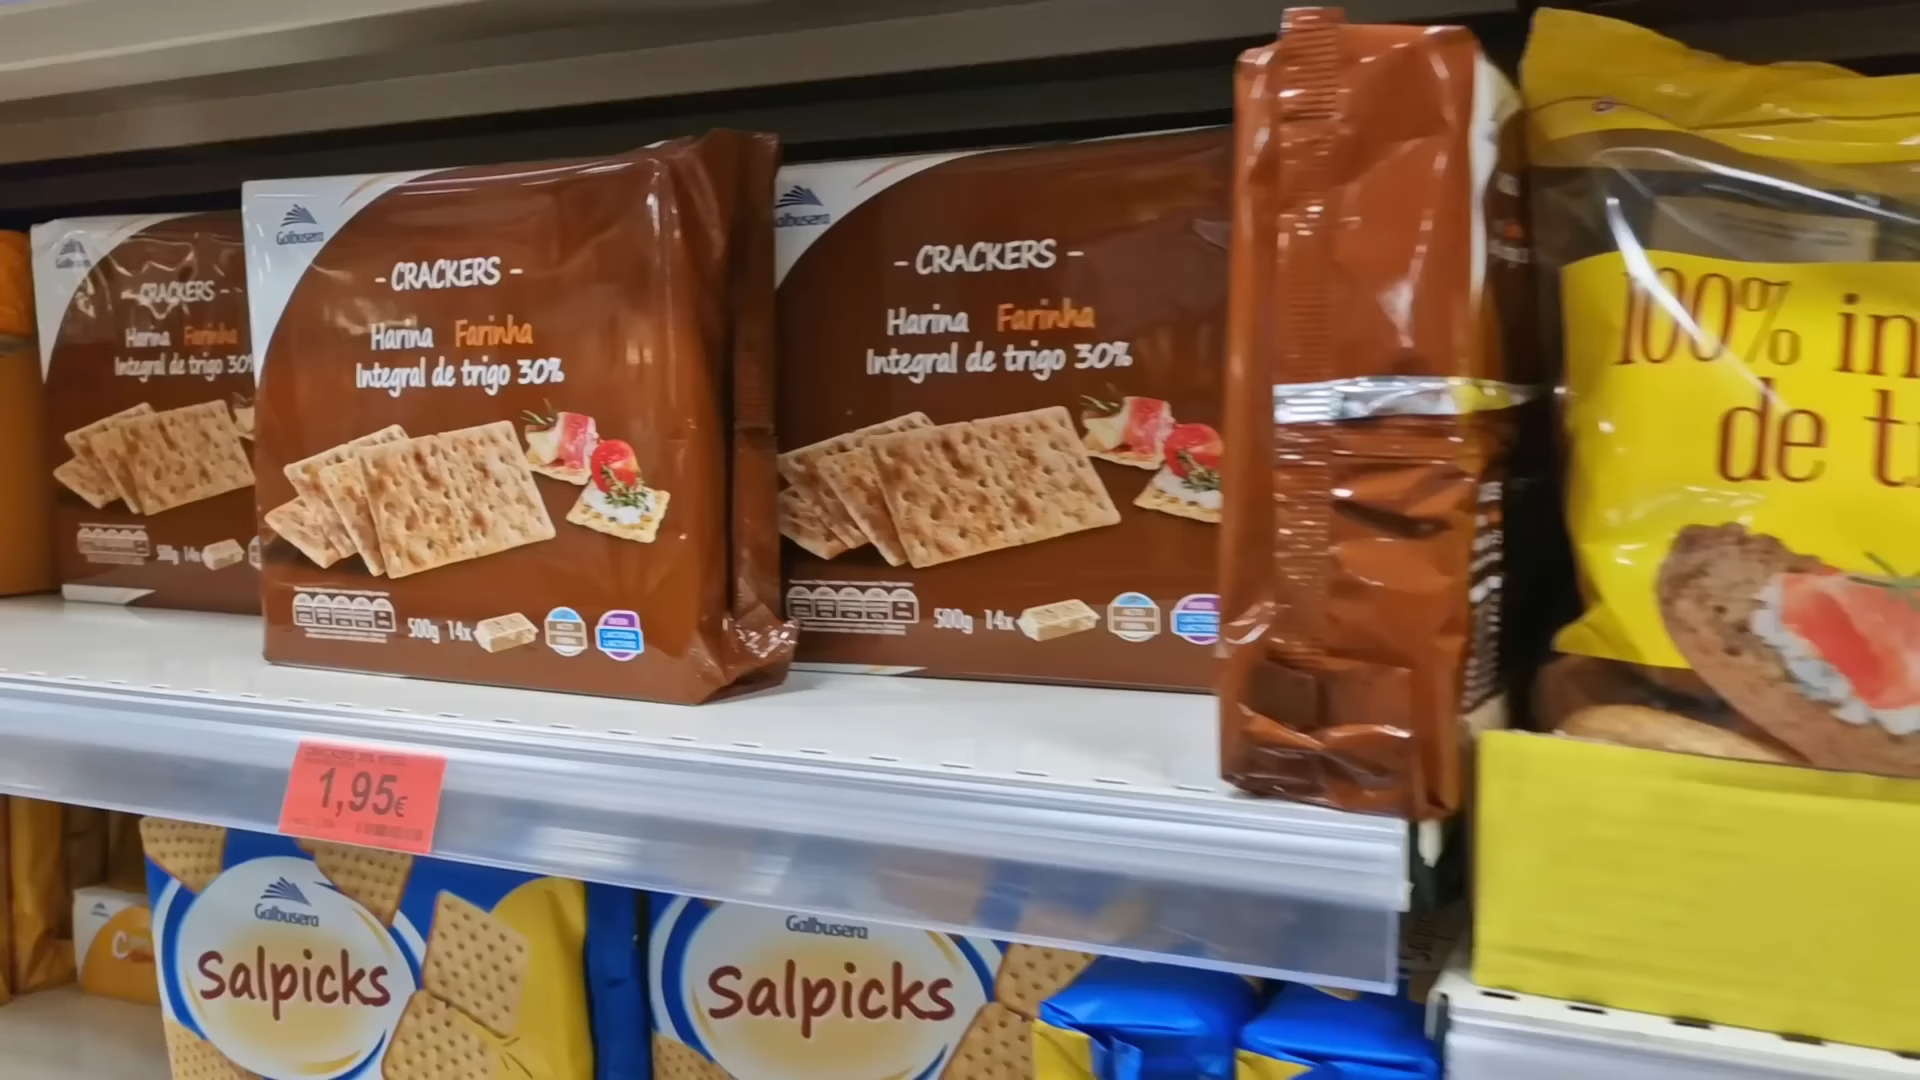 Galbusera
- CRACKERS -
Harina Farinha
Integral de trigo 30%
500g 14x
Galbusera
- CRACKERS -
Harina Farinha
Integral de trigo 30%
500g 14x
Galbusera
- CRACKERS -
Harina Farinha
Integral de trigo 30%
500g 14x
100% in
de t
1,95€
Galbusera
Salpicks
Galbusera
Salpicks